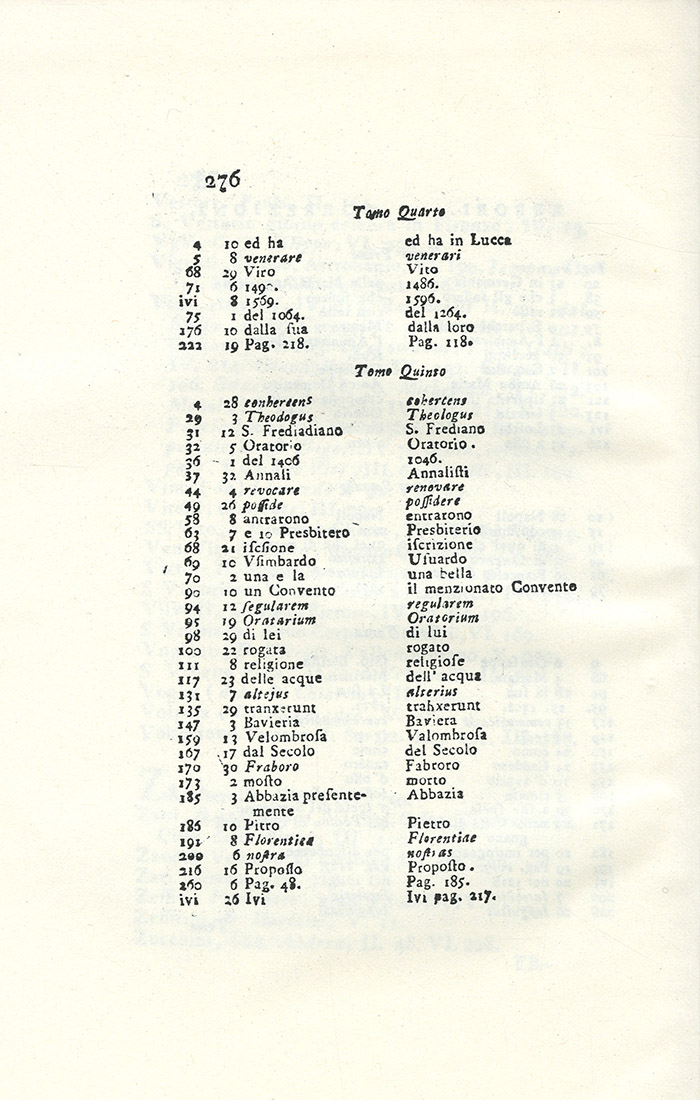 276
Tomo Quarto
4 10 ed ha ed ha in Lucca
5 8 venerare venerari
68 29 Viro Vito
71 6 149 . 1486.
ivi 8 1569. 1596.
75 1 del 1064. del 1264.
176 10 dalla ſua dalla loro
222 19 Pag. 218. Pag. 118.
Tomo Quinto
4 28 conhercens cohercens
29 3 Theodogus Theologus
31 12 S. Frediadiano S. Frediano
32 5 Oratorio Oratorio .
36 1 del 1406 1046.
37 32 Annali Annaliſti
44 4 revocare renovare
49 26 poſſide poſſidere
58 8 antrarono entrarono
63 7 e 10 Presbitero Presbiterio
68 21 iſcſione iſcrizione
69 10 Vſimbardo Uſuardo
70 2 una e la una bella
90 10 un Convento il menzionato Convento
94 12 ſegularem regularem
95 19 Oratarium Oratorium
98 29 di lei di lui
100 22 rogata rogato
111 8 religione religioſe
117 23 delle acque dell' acqua
131 7 altejus alterius
135 29 tranxerunt trahxerunt
147 3 Bavieria Baviera
159 13 Velombroſa Valombroſa
167 17 dal Secolo del Secolo
170 30 Fraboro Fabroro
173 2 moſto morto
185 3 Abbazia preſente- Abbazia
mente
186 10 Pitro Pietro
191 8 Florentiea Florentiae
200 6 noſtra noſtras
216 16 Propoſſo Propoſto .
260 6 Pag. 48. Pag. 185.
ivi 26 Ivi Ivi pag. 217.